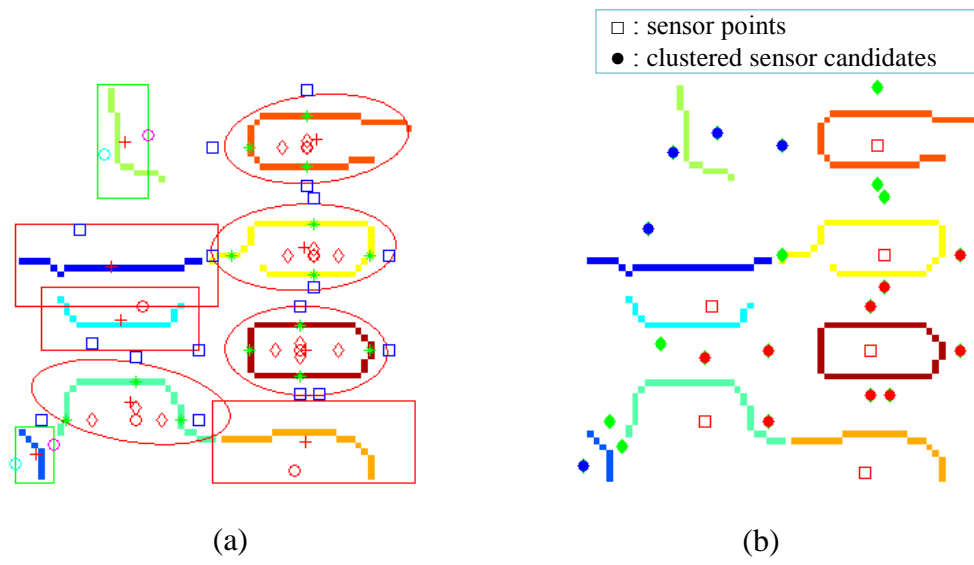 □ : sensor points
● : clustered sensor candidates
(a)
(b)